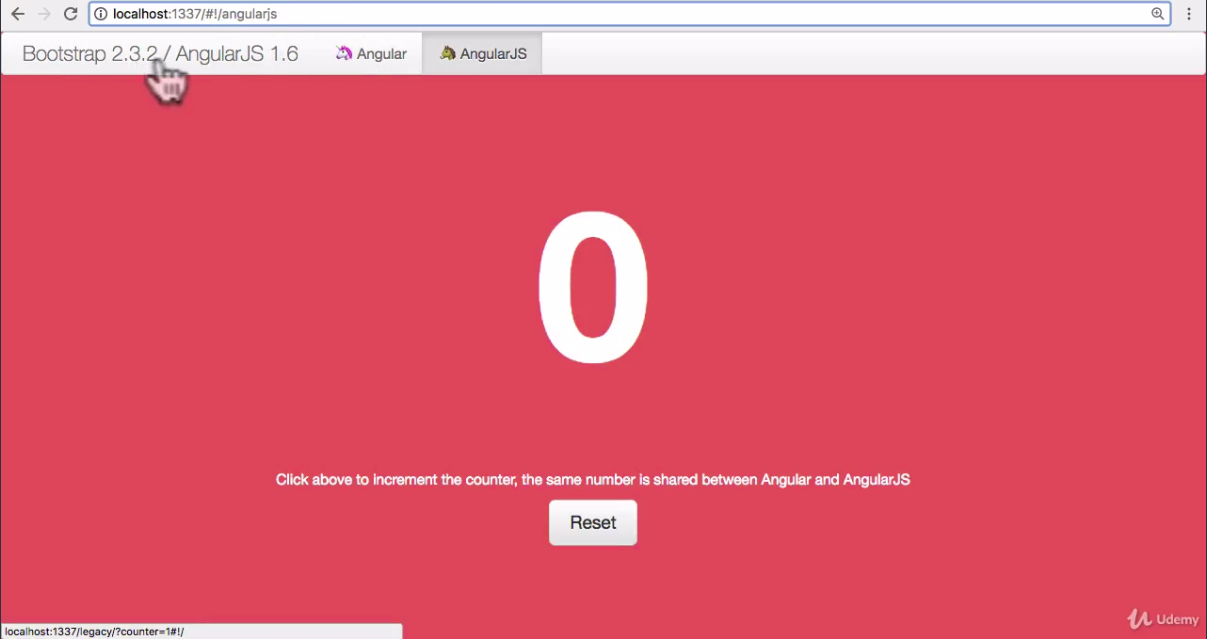 localhost:1337/#!/angularjs
Bootstrap 2.3.2 / AngularJS 1.6 Angular AngularJS
0
Click above to increment the counter, the same number is shared between Angular and AngularJS
Reset
localhost:1337/legacy/?counter=1#!/
Udemy